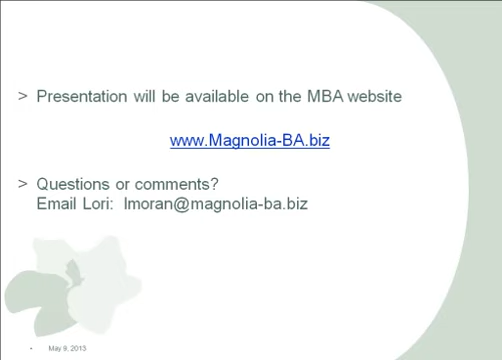 > Presentation will be available on the MBA website
www.Magnolia-BA.biz
> Questions or comments?
Email Lori: lmoran@magnolia-ba.biz
• May 9, 2013